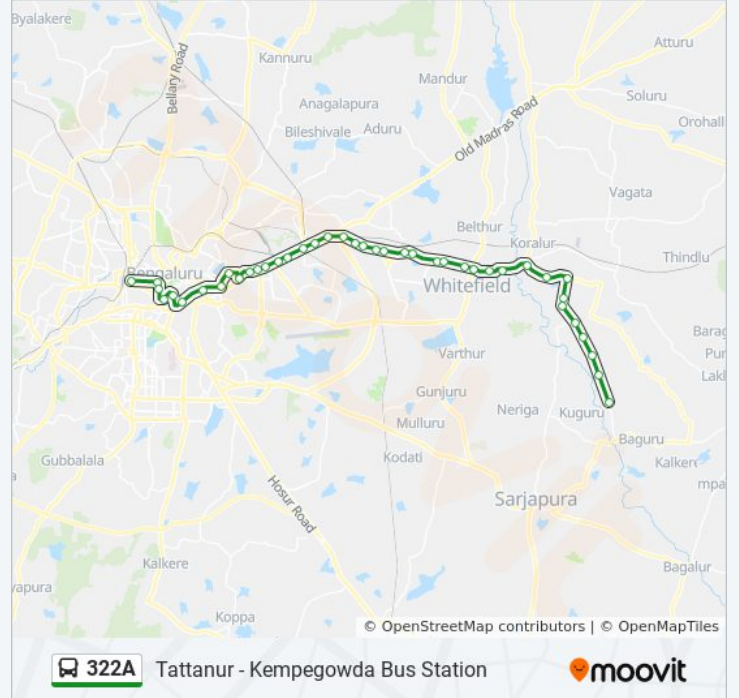 Byalakere
Bellary Road
Kannuru
Atturu
Mandur
Soluru
Anagalapura
Orohall
Bileshivale
Aduru
Old Madras Road
Vagata
Belthur
Koralur
Thindlu
Bengaluru
Whitefield
Barag
Varthur
Pur
Lakl
Gunjuru
Neriga
Kuguru
Mulluru
Baguru
Kodati
Gubbalala
Kalkere
mpa
Hosur Road
Sarjapura
Kalkere
Bagalur
yapura
Koppa
© OpenStreetMap contributors | © OpenMapTiles
322A Tattanur - Kempegowda Bus Station
moovit